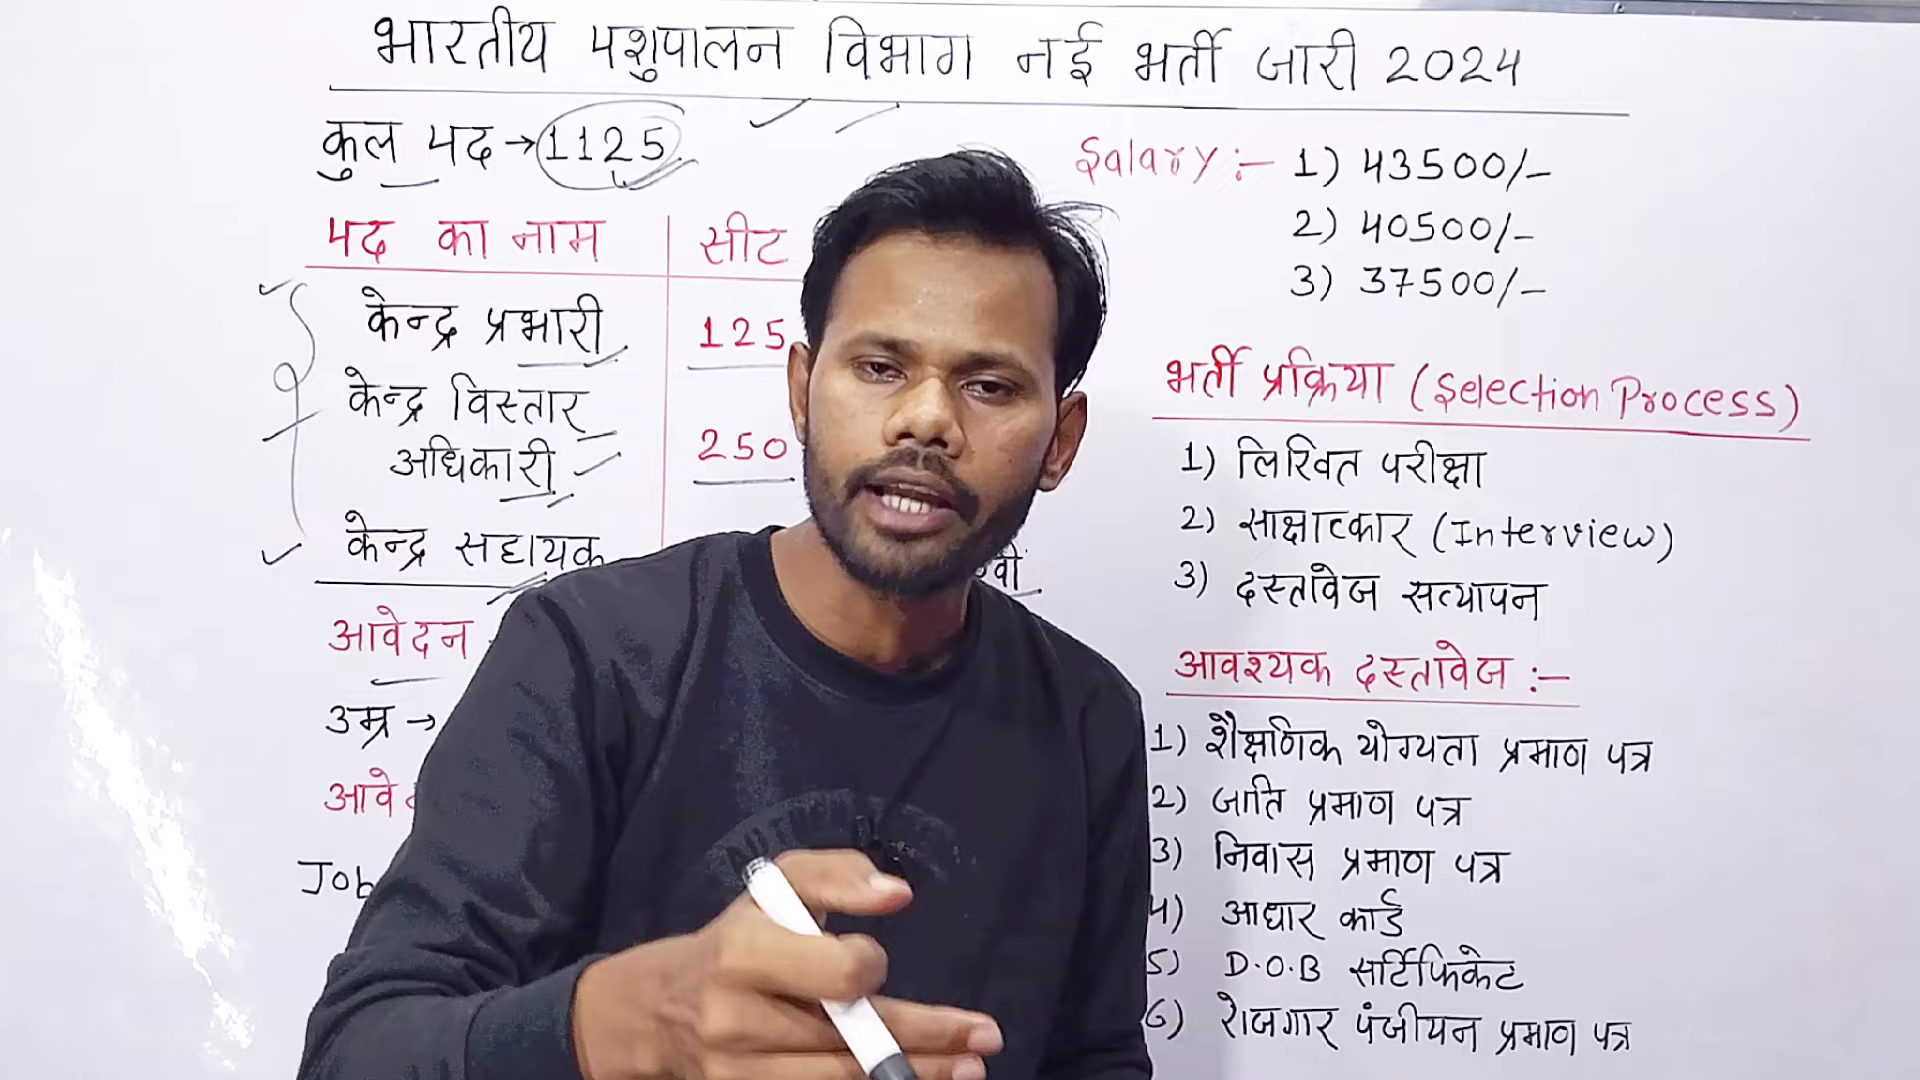 भारतीय पशुपालन विभाग नई भर्ती जारी 2024
कुल पद → 1125
पद का नाम | सीट
केन्द्र प्रभारी 125
केन्द्र विस्तार
अधिकारी 250
केन्द्र सहायक
आवेदन
उम्र →
Job
Salary :- 1) 43500/-
2) 40500/-
3) 37500/-
भर्ती प्रक्रिया (Selection Process)
1) लिखित परीक्षा
2) साक्षात्कार (Interview)
3) दस्तावेज सत्यापन
आवश्यक दस्तावेज :-
1) शैक्षणिक योग्यता प्रमाण पत्र
2) जाति प्रमाण पत्र
3) निवास प्रमाण पत्र
4) आधार कार्ड
5) D.O.B सर्टिफिकेट
6) रोजगार पंजीयन प्रमाण पत्र